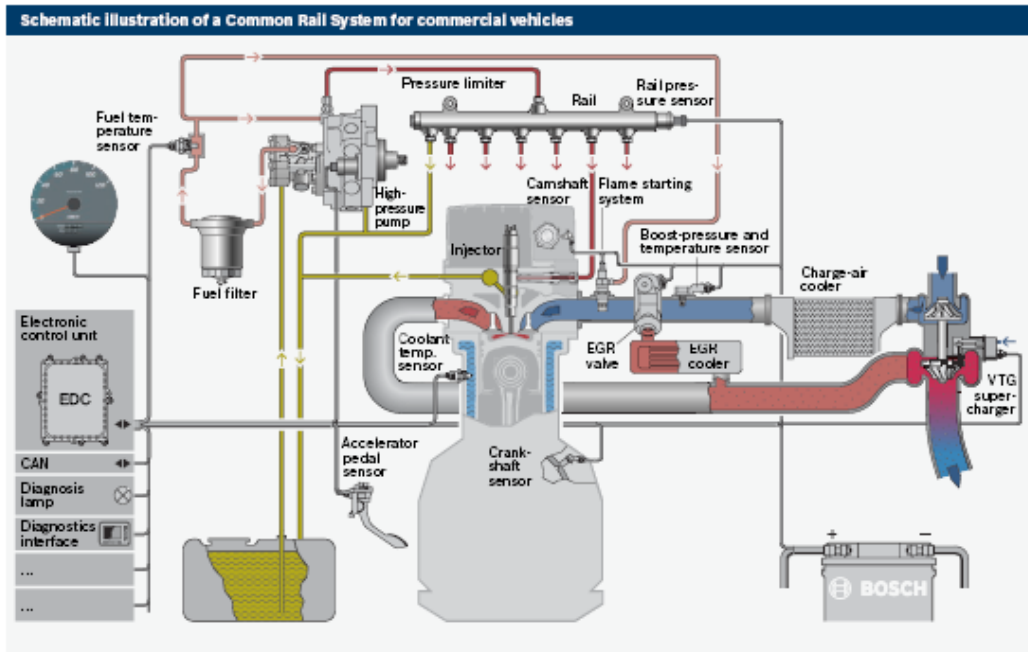 Schematic illustration of a Common Rail System for commercial vehicles
Pressure limiter
Rail
Rail pres-
sure sensor
Fuel tem-
perature
sensor
High-
pressure
pump
Camshaft
sensor
Flame starting
system
Injector
Boost-pressure and
temperature sensor
Charge-air
cooler
Fuel filter
Electronic
control unit
EDC
Coolant
temp.
sensor
EGR
valve
EGR
cooler
VTG
super-
charger
CAN
Accelerator
pedal
sensor
Crank-
shaft
sensor
Diagnosis
lamp
Diagnostics
interface
...
...
+
–
BOSCH